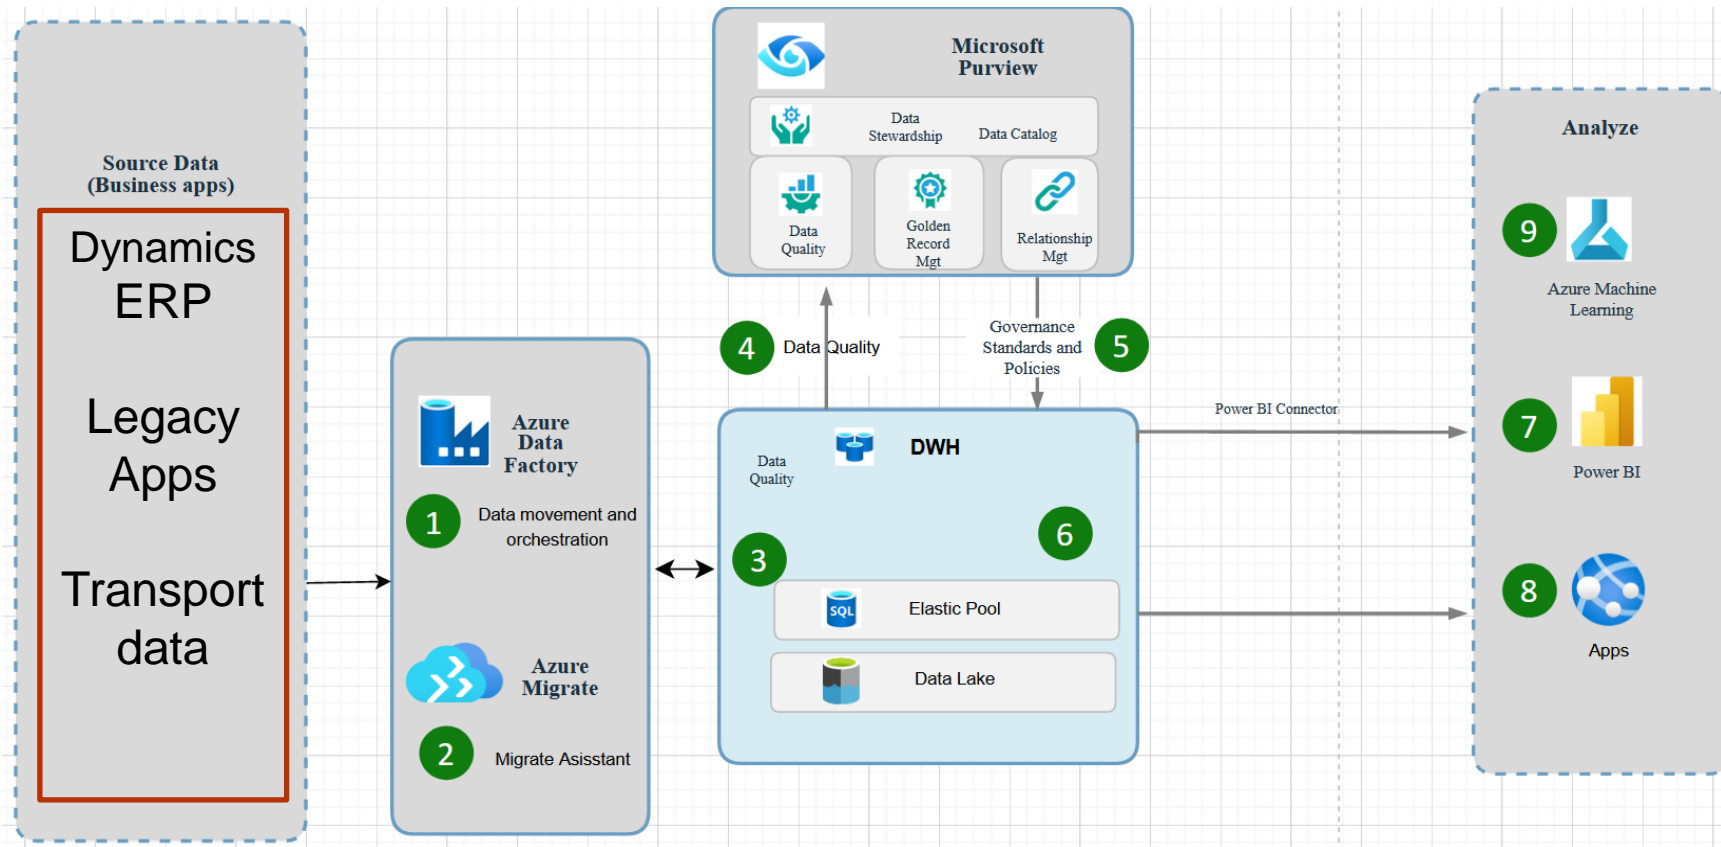 Source Data
(Business apps)
Dynamics
ERP
Legacy
Apps
Transport
data
Azure
Data
Factory
1
Data movement and
orchestration
Azure
Migrate
2
Migrate Asisstant
Microsoft
Purview
Data
Stewardship
Data Catalog
Data
Quality
Golden
Record
Mgt
Relationship
Mgt
4
Data Quality
Governance
Standards and
Policies
5
DWH
Data
Quality
3
6
SQL
Elastic Pool
Data Lake
Power BI Connector
Analyze
9
Azure Machine
Learning
7
Power BI
8
Apps